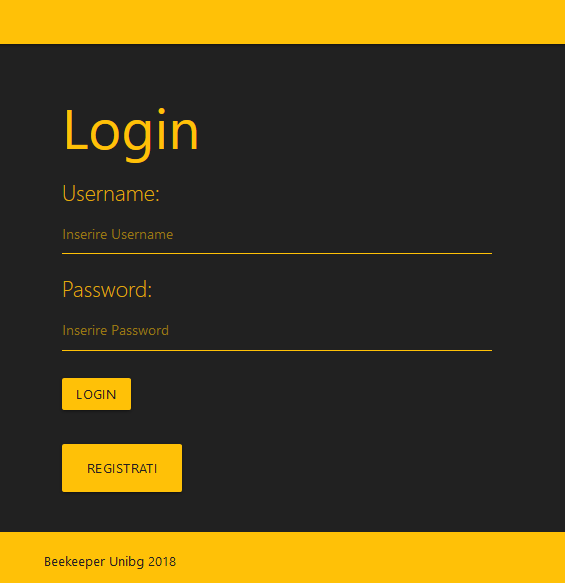 Login
Username:
Inserire Username
Password:
Inserire Password
LOGIN
REGISTRATI
Beekeeper Unibg 2018